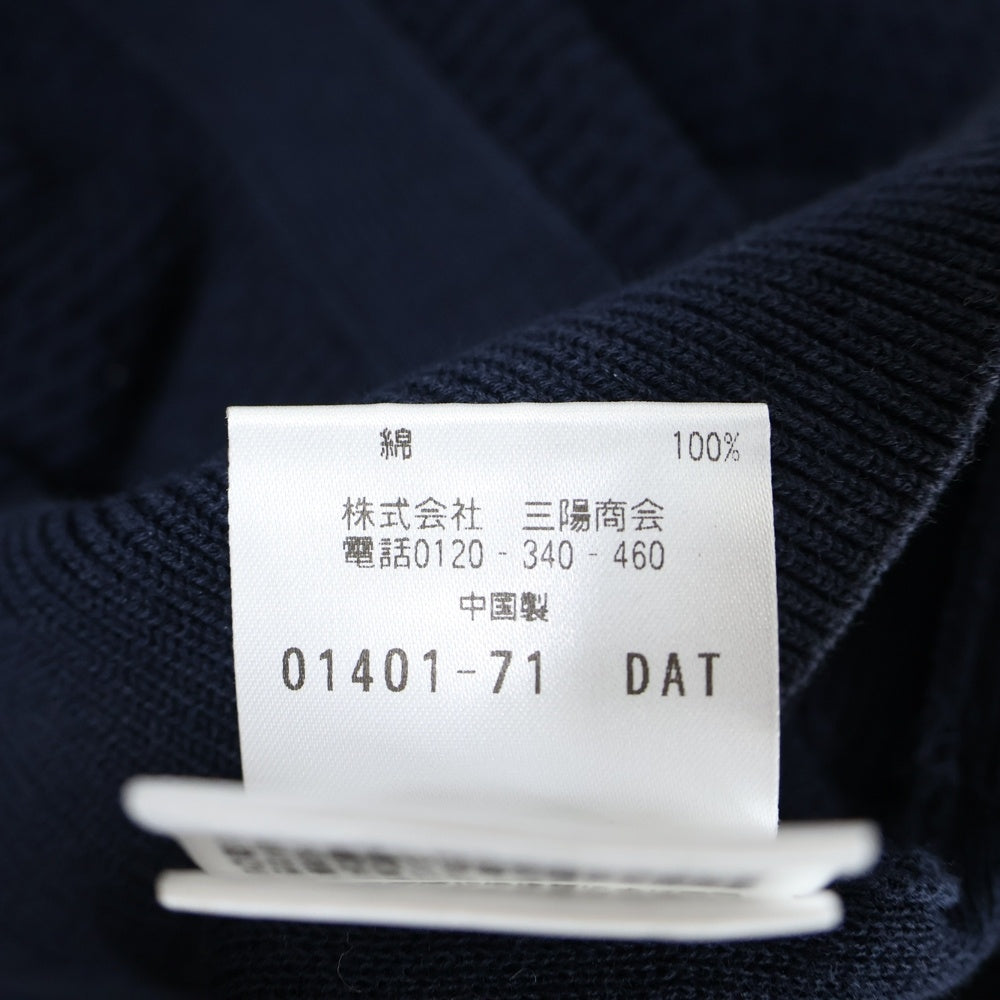 綿 100%
株式会社 三陽商会
電話0120-340-460
中国製
01401-71 DAT